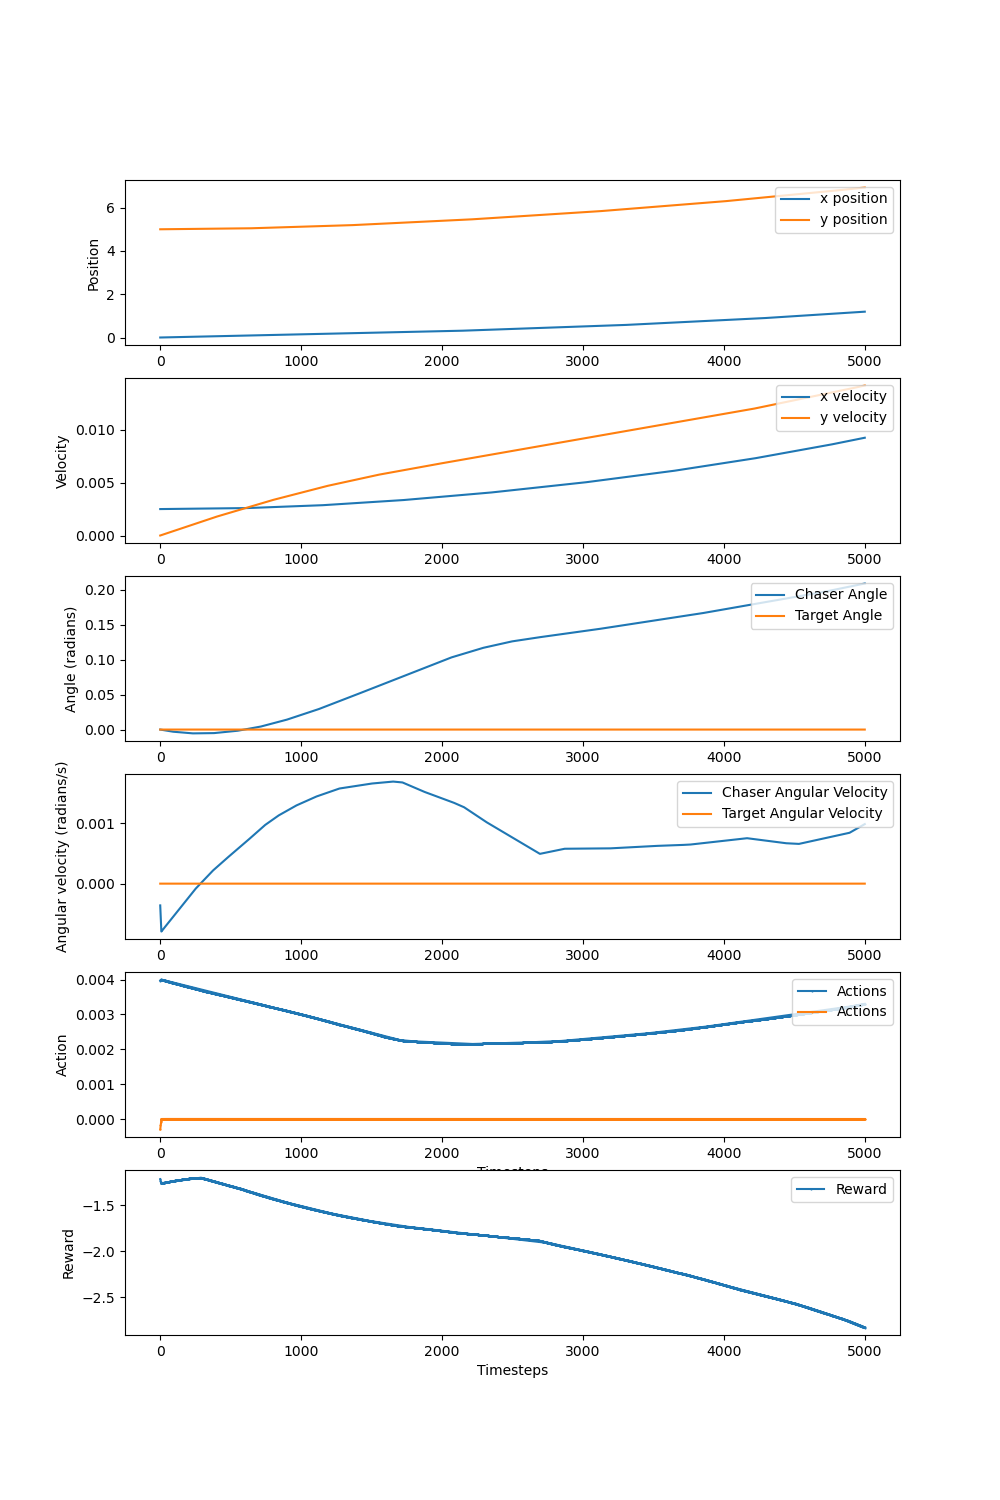 6
4
2
0
Position
x position
y position
0 1000 2000 3000 4000 5000
0.010
0.005
0.000
Velocity
x velocity
y velocity
0 1000 2000 3000 4000 5000
0.20
0.15
0.10
0.05
0.00
Angle (radians)
Chaser Angle
Target Angle
0 1000 2000 3000 4000 5000
0.001
0.000
Angular velocity (radians/s)
Chaser Angular Velocity
Target Angular Velocity
0 1000 2000 3000 4000 5000
0.004
0.003
0.002
0.001
0.000
Action
Actions
Actions
0 1000 2000 3000 4000 5000
Timesteps
−1.5
−2.0
−2.5
Reward
Reward
0 1000 2000 3000 4000 5000
Timesteps